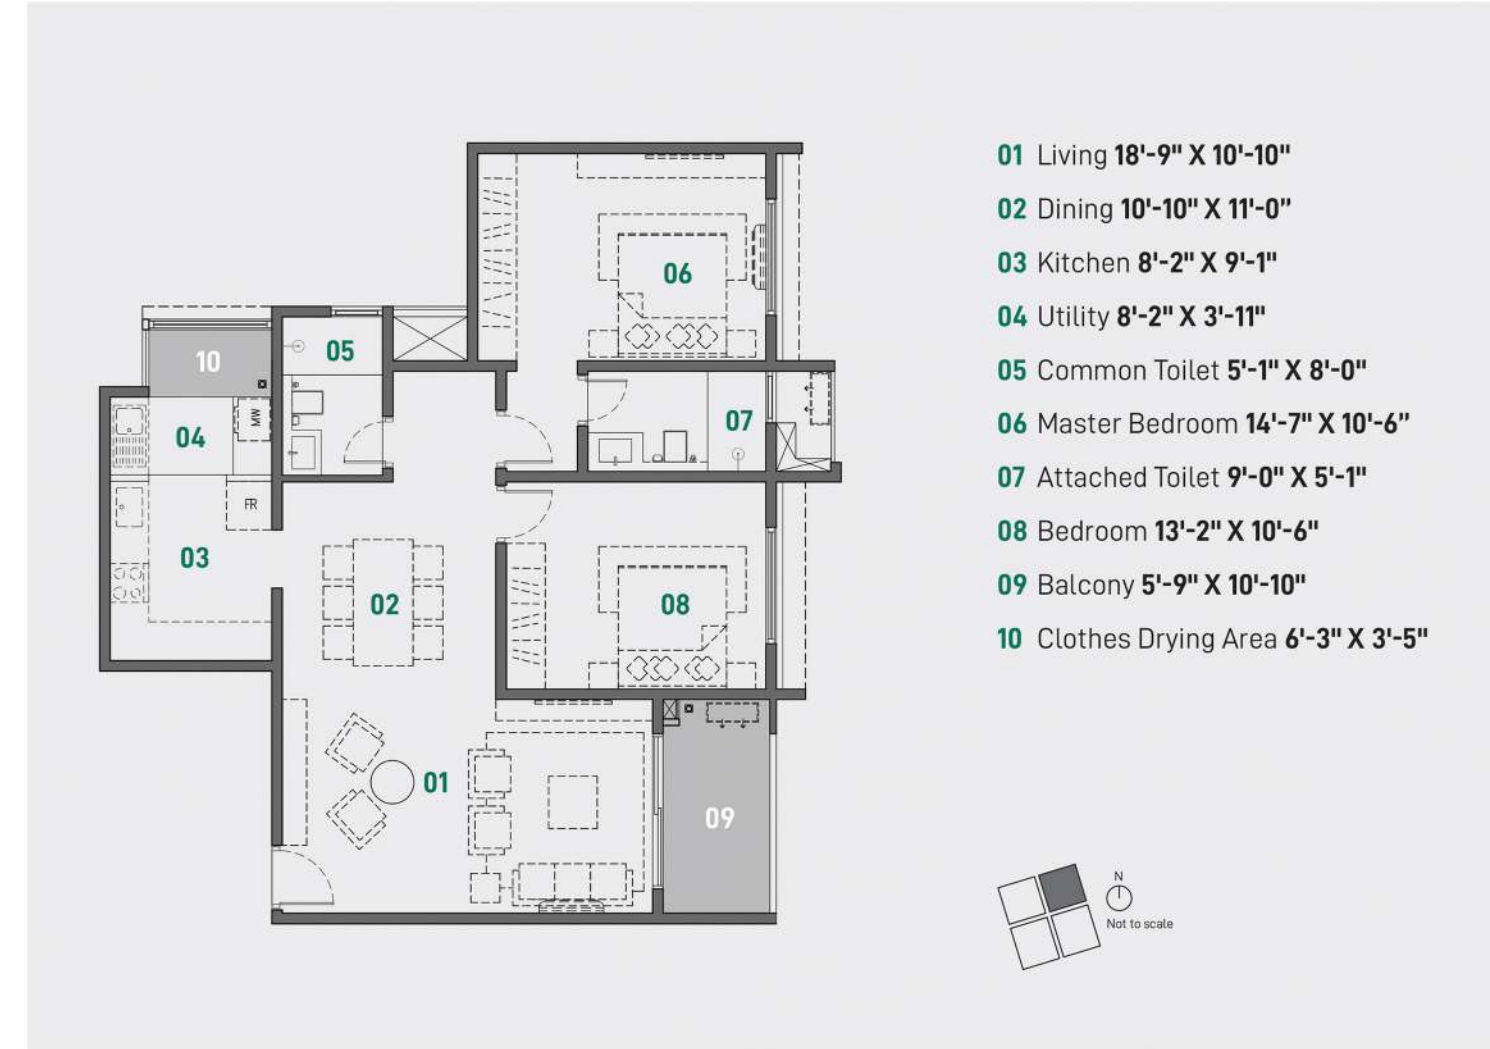 01 Living 18'-9" X 10'-10"
02 Dining 10'-10" X 11'-0"
03 Kitchen 8'-2" X 9'-1"
04 Utility 8'-2" X 3'-11"
05 Common Toilet 5'-1" X 8'-0"
06 Master Bedroom 14'-7" X 10'-6"
07 Attached Toilet 9'-0" X 5'-1"
08 Bedroom 13'-2" X 10'-6"
09 Balcony 5'-9" X 10'-10"
10 Clothes Drying Area 6'-3" X 3'-5"
06
05
10
MW
04
07
FR
03
02
08
01
09
N
Not to scale